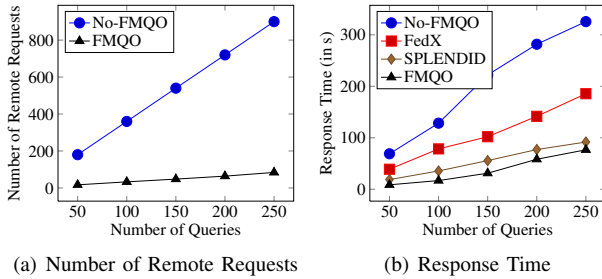 No-FMQO
FMQO
Number of Remote Requests
800
600
400
200
0
50 100 150 200 250
Number of Queries
(a) Number of Remote Requests
No-FMQO
FedX
SPLENDID
FMQO
Response Time (in s)
300
200
100
0
50 100 150 200 250
Number of Queries
(b) Response Time